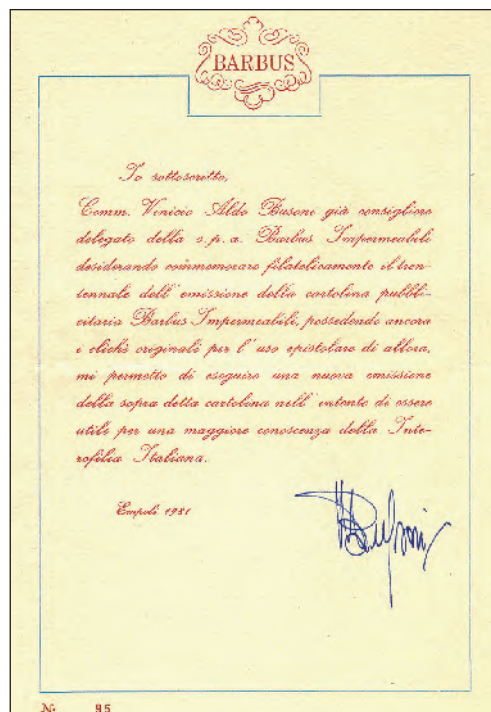 BARBUS
Io sottoscritto,
Comm. Vinicio Aldo Busoni già consigliere
delegato della s.p.a. Barbus Impermeabili
desiderando commemorare filatelicamente il tren-
tennale dell'emissione della cartolina pubbli-
citaria Barbus Impermeabili, possedendo ancora
i clichè originali per l'uso epistolare di allora,
mi permetto di eseguire una nuova emissione
della sopra detta cartolina nell'intento di essere
utile per una maggiore conoscenza della Inte-
rofilia Italiana.
Empoli 1981
N. 95